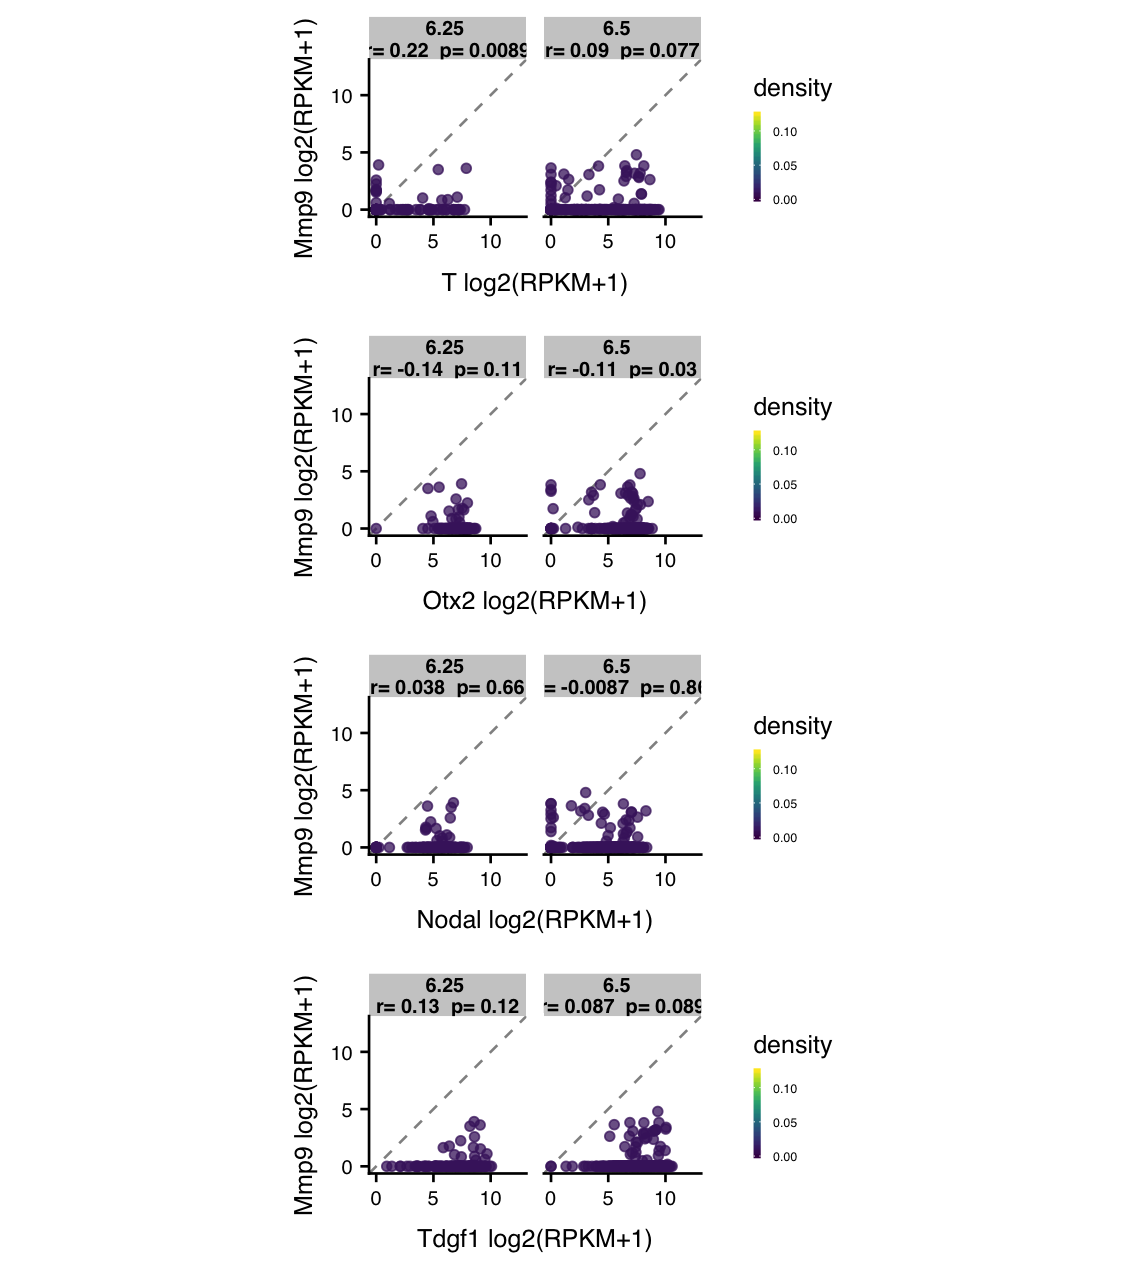 6.25
6.5
r= 0.22 p= 0.0089
r= 0.09 p= 0.077
Mmp9 log2(RPKM+1)
10
5
0
0
5
10
0
5
10
T log2(RPKM+1)
density
0.10
0.05
0.00
6.25
6.5
r= -0.14 p= 0.11
r= -0.11 p= 0.03
Mmp9 log2(RPKM+1)
10
5
0
0
5
10
0
5
10
Otx2 log2(RPKM+1)
density
0.10
0.05
0.00
6.25
6.5
r= 0.038 p= 0.66
= -0.0087 p= 0.86
Mmp9 log2(RPKM+1)
10
5
0
0
5
10
0
5
10
Nodal log2(RPKM+1)
density
0.10
0.05
0.00
6.25
6.5
r= 0.13 p= 0.12
r= 0.087 p= 0.089
Mmp9 log2(RPKM+1)
10
5
0
0
5
10
0
5
10
Tdgf1 log2(RPKM+1)
density
0.10
0.05
0.00